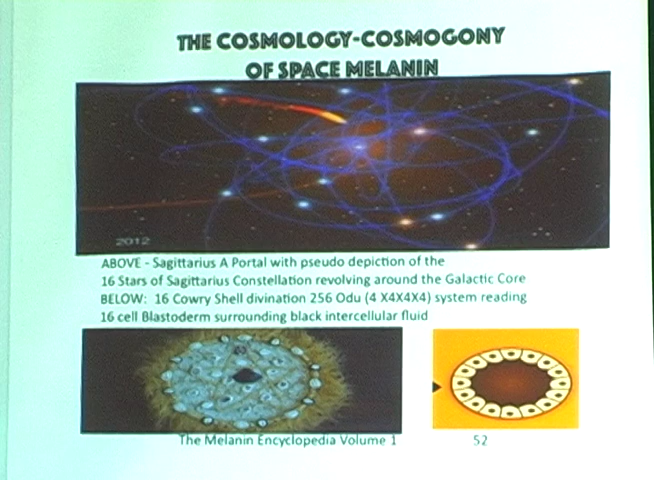 THE COSMOLOGY-COSMOGONY
OF SPACE MELANIN
2012
ABOVE - Sagittarius A Portal with pseudo depiction of the
16 Stars of Sagittarius Constellation revolving around the Galactic Core
BELOW: 16 Cowry Shell divination 256 Odu (4 X4X4X4) system reading
16 cell Blastoderm surrounding black intercellular fluid
The Melanin Encyclopedia Volume 1
52